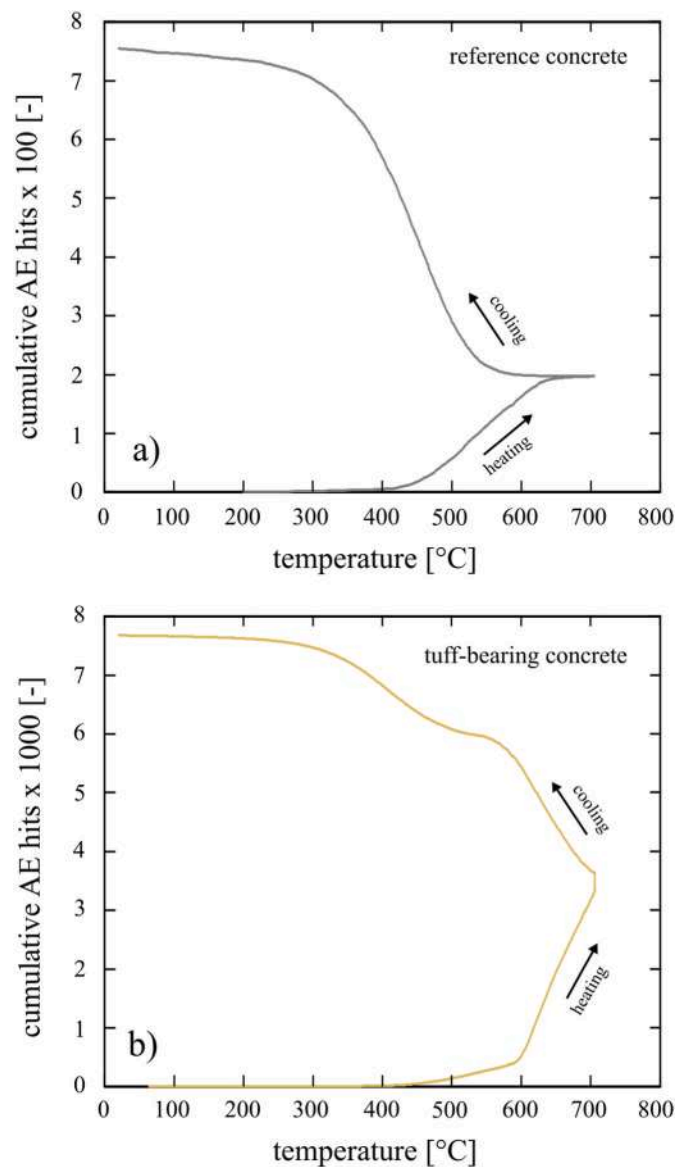 8
reference concrete
7
6
5
4
3
2
1
0
cumulative AE hits x 100 [-]
cooling
heating
a)
0 100 200 300 400 500 600 700 800
temperature [°C]
8
tuff-bearing concrete
7
6
5
4
3
2
1
0
cumulative AE hits x 1000 [-]
cooling
heating
b)
0 100 200 300 400 500 600 700 800
temperature [°C]